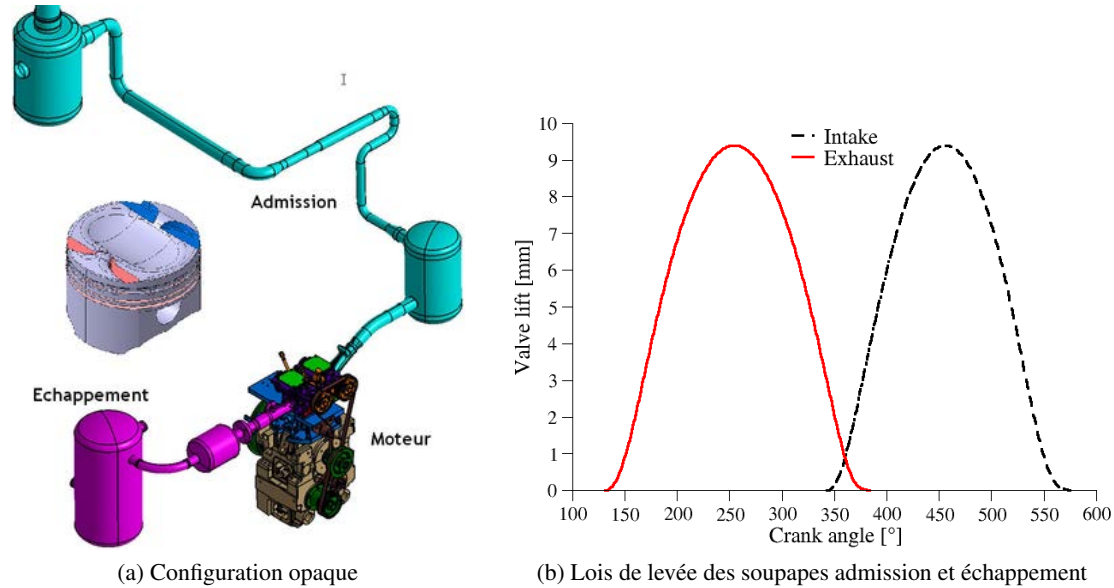 Admission
Echappement
Moteur
(a) Configuration opaque
Intake
Exhaust
10
9
8
7
6
5
4
3
2
1
0
Valve lift [mm]
100 150 200 250 300 350 400 450 500 550 600
Crank angle [°]
(b) Lois de levée des soupapes admission et échappement